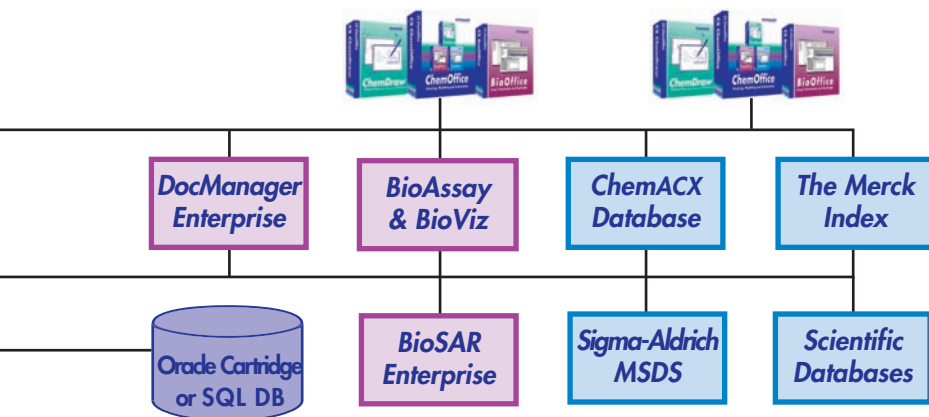 ChemDraw
ChemOffice
BioOffice
ChemDraw
ChemOffice
BioOffice
DocManager
Enterprise
BioAssay
& BioViz
ChemACX
Database
The Merck
Index
Oracle Cartridge
or SQL DB
BioSAR
Enterprise
Sigma-Aldrich
MSDS
Scientific
Databases